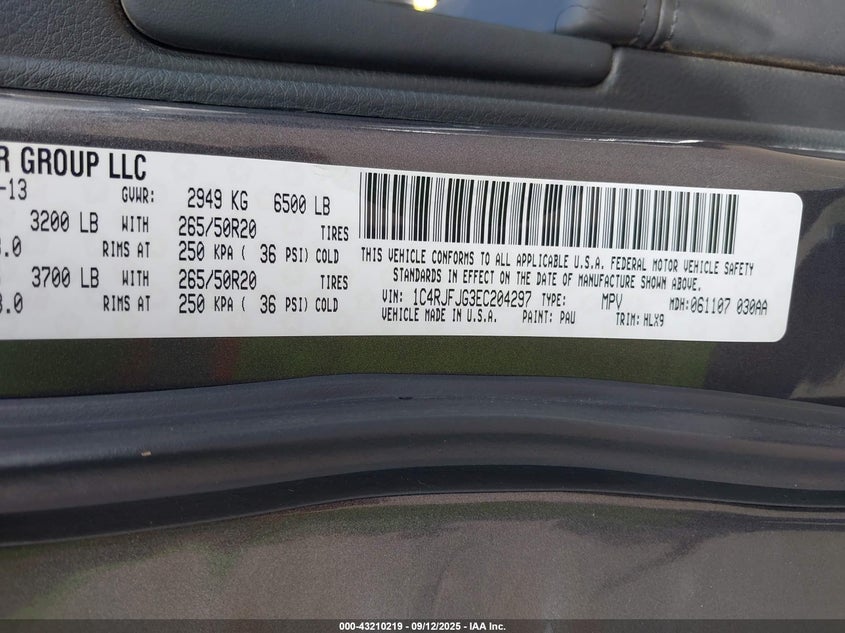 R GROUP LLC
-13 GVWR: 2949 KG 6500 LB
3200 LB WITH 265/50R20 TIRES
.0 RIMS AT 250 KPA ( 36 PSI) COLD
3700 LB WITH 265/50R20 TIRES
.0 RIMS AT 250 KPA ( 36 PSI) COLD
THIS VEHICLE CONFORMS TO ALL APPLICABLE U.S.A. FEDERAL MOTOR VEHICLE SAFETY
STANDARDS IN EFFECT ON THE DATE OF MANUFACTURE SHOWN ABOVE.
VIN: 1C4RJFJG3EC204297 TYPE: MPV MDH: 061107 030AA
VEHICLE MADE IN U.S.A. PAINT: PAU TRIM: HLX9
000-43210219 - 09/12/2025 - IAA Inc.